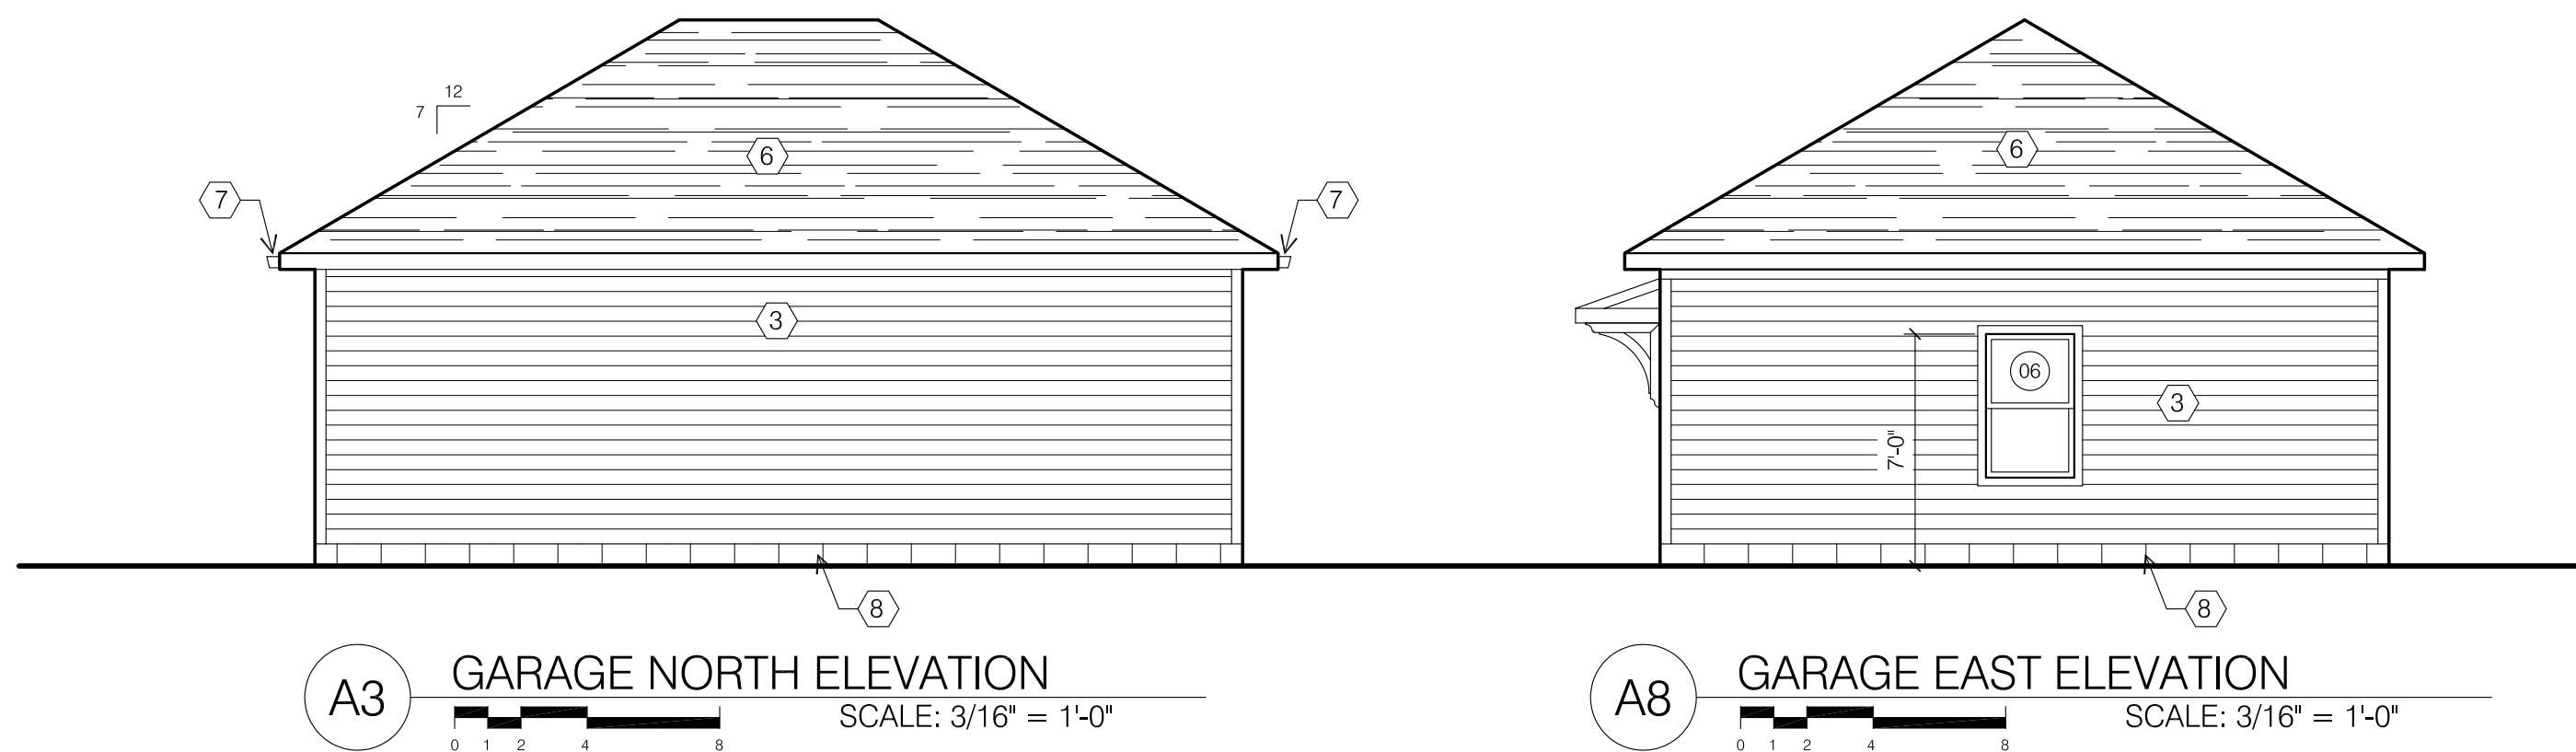 12
7
6
7
7
3
8
A3
GARAGE NORTH ELEVATION
SCALE: 3/16" = 1'-0"
0 1 2 4 8
6
06
3
7'-0"
8
A8
GARAGE EAST ELEVATION
SCALE: 3/16" = 1'-0"
0 1 2 4 8